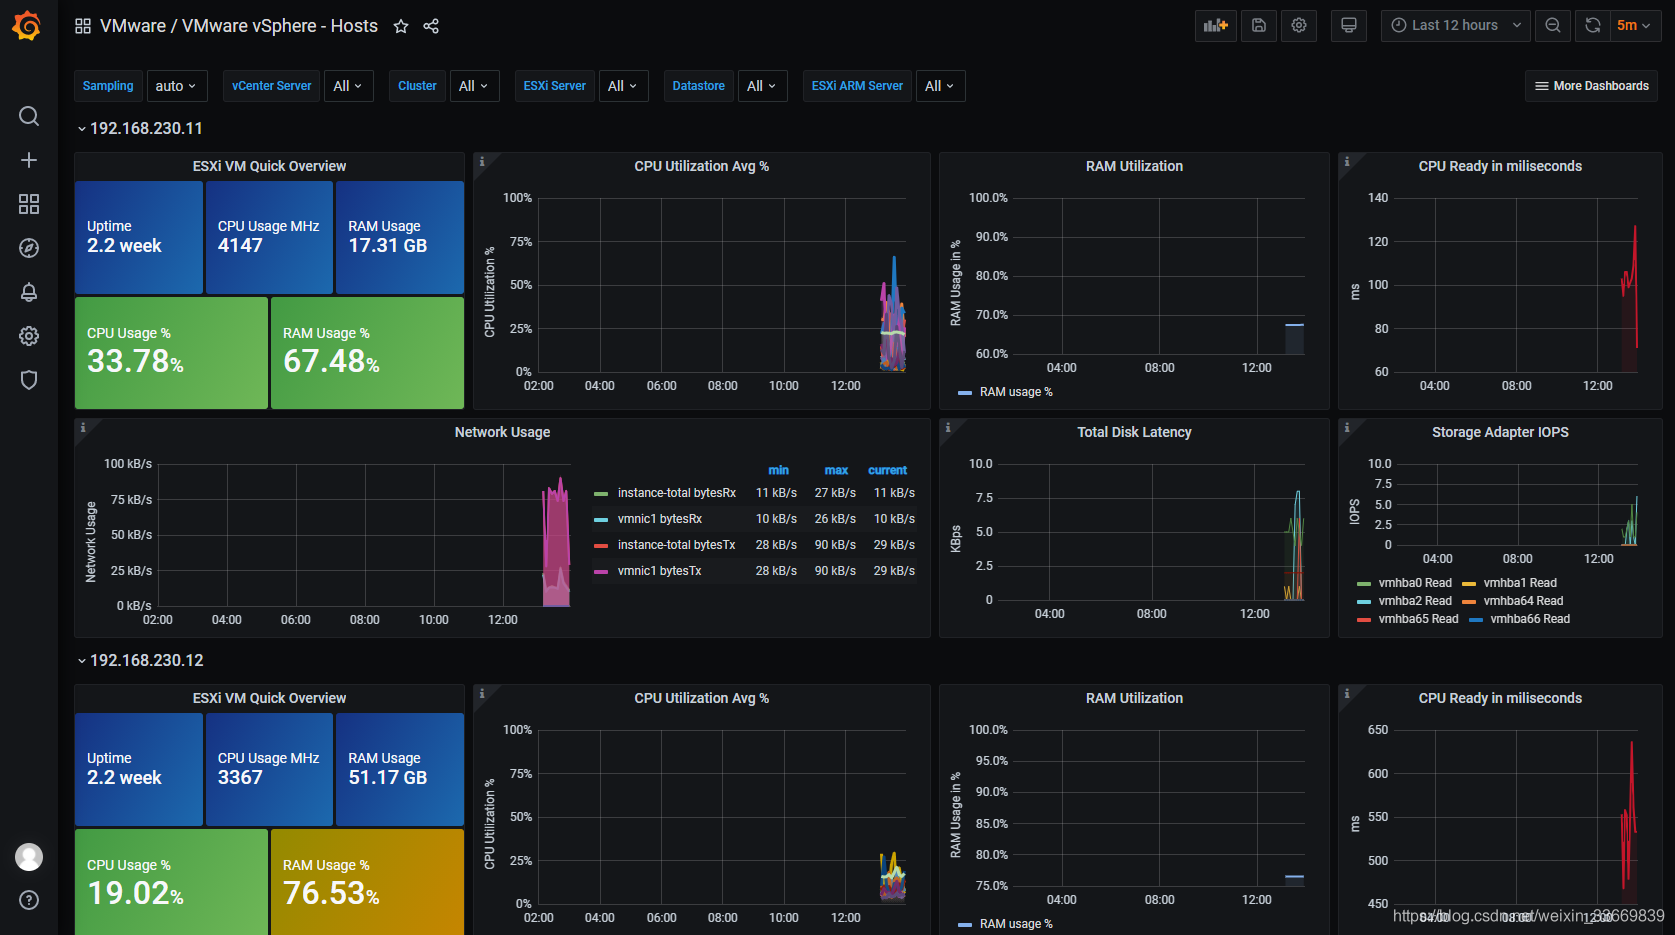 VMware / VMware vSphere - Hosts
Last 12 hours
5m
Sampling auto vCenter Server All Cluster All ESXi Server All Datastore All ESXi ARM Server All
More Dashboards
192.168.230.11
ESXi VM Quick Overview
Uptime
2.2 week
CPU Usage MHz
4147
RAM Usage
17.31 GB
CPU Usage %
33.78%
RAM Usage %
67.48%
CPU Utilization Avg %
CPU Utilization %
100%
75%
50%
25%
0%
02:00 04:00 06:00 08:00 10:00 12:00
RAM Utilization
RAM Usage in %
100.0%
90.0%
80.0%
70.0%
60.0%
04:00 08:00 12:00
RAM usage %
CPU Ready in miliseconds
ms
140
120
100
80
60
04:00 08:00 12:00
Network Usage
Network Usage
100 kB/s
75 kB/s
50 kB/s
25 kB/s
0 kB/s
02:00 04:00 06:00 08:00 10:00 12:00
min max current
instance-total bytesRx 11 kB/s 27 kB/s 11 kB/s
vmnic1 bytesRx 10 kB/s 26 kB/s 10 kB/s
instance-total bytesTx 28 kB/s 90 kB/s 29 kB/s
vmnic1 bytesTx 28 kB/s 90 kB/s 29 kB/s
Total Disk Latency
KBps
10.0
7.5
5.0
2.5
0
04:00 08:00 12:00
Storage Adapter IOPS
IOPS
10.0
7.5
5.0
2.5
0
04:00 08:00 12:00
vmhba0 Read vmhba1 Read
vmhba2 Read vmhba64 Read
vmhba65 Read vmhba66 Read
192.168.230.12
ESXi VM Quick Overview
Uptime
2.2 week
CPU Usage MHz
3367
RAM Usage
51.17 GB
CPU Usage %
19.02%
RAM Usage %
76.53%
CPU Utilization Avg %
CPU Utilization %
100%
75%
50%
25%
0%
02:00 04:00 06:00 08:00 10:00 12:00
RAM Utilization
RAM Usage in %
100.0%
95.0%
90.0%
85.0%
80.0%
75.0%
04:00 08:00 12:00
RAM usage %
CPU Ready in miliseconds
ms
650
600
550
500
450
04:00 08:00 12:00
https://blog.csdn.net/weixin_33669839